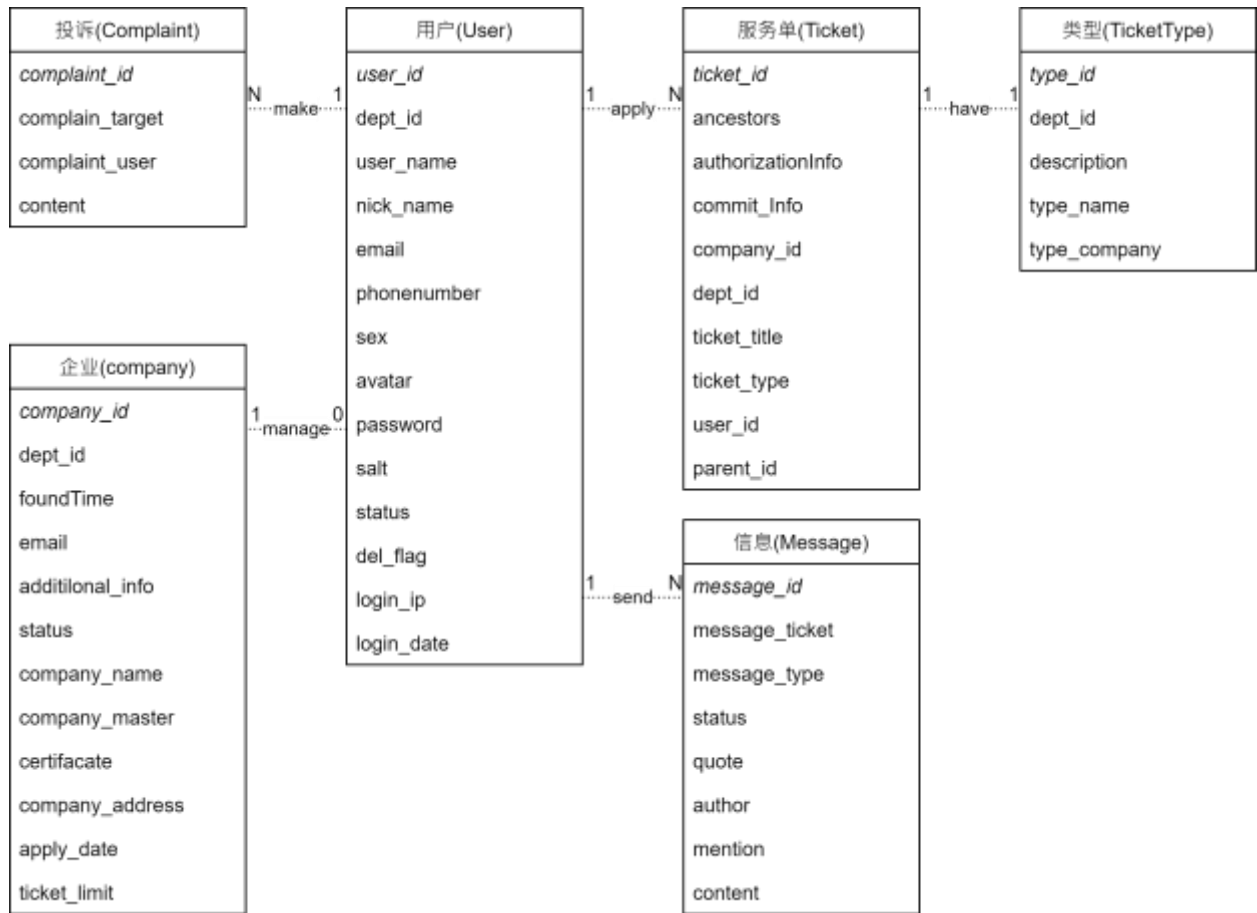 投诉(Complaint)
complaint_id
complain_target
complaint_user
content
N
make
1
用户(User)
user_id
dept_id
user_name
nick_name
email
phonenumber
sex
avatar
password
salt
status
del_flag
login_ip
login_date
1
apply
N
服务单(Ticket)
ticket_id
ancestors
authorizationInfo
commit_Info
company_id
dept_id
ticket_title
ticket_type
user_id
parent_id
1
have
1
类型(TicketType)
type_id
dept_id
description
type_name
type_company
企业(company)
company_id
dept_id
foundTime
email
additilonal_info
status
company_name
company_master
certifacate
company_address
apply_date
ticket_limit
1
manage
0
1
send
N
信息(Message)
message_id
message_ticket
message_type
status
quote
author
mention
content